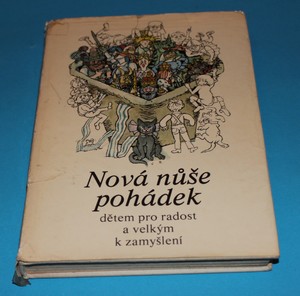 Nová nůše
pohádek
dětem pro radost
a velkým
k zamyšlení